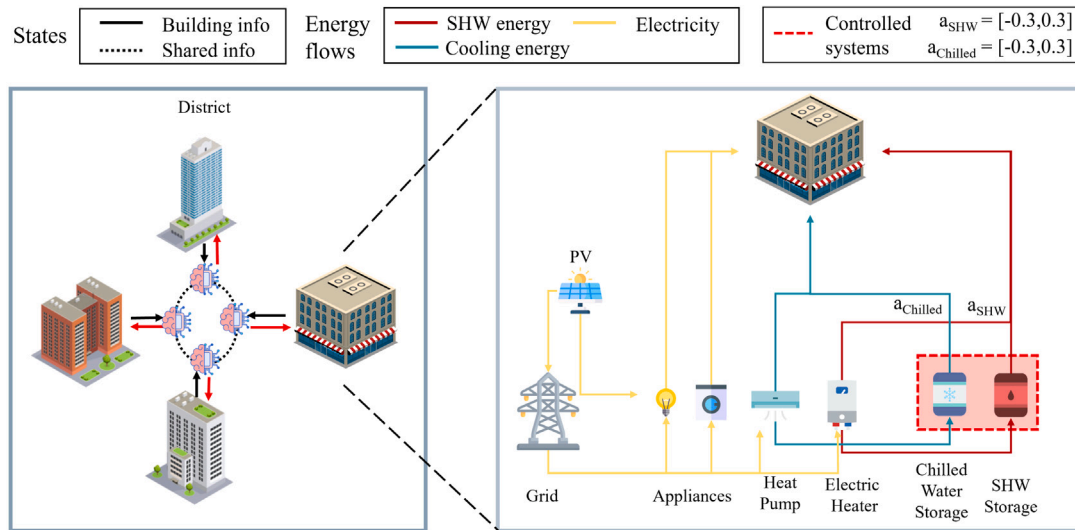 States
Building info
Shared info
Energy
flows
SHW energy
Cooling energy
Electricity
Controlled
systems
aSHW = [-0.3,0.3]
aChilled = [-0.3,0.3]
District
PV
aChilled
aSHW
Grid
Appliances
Heat
Pump
Electric
Heater
Chilled
Water
Storage
SHW
Storage